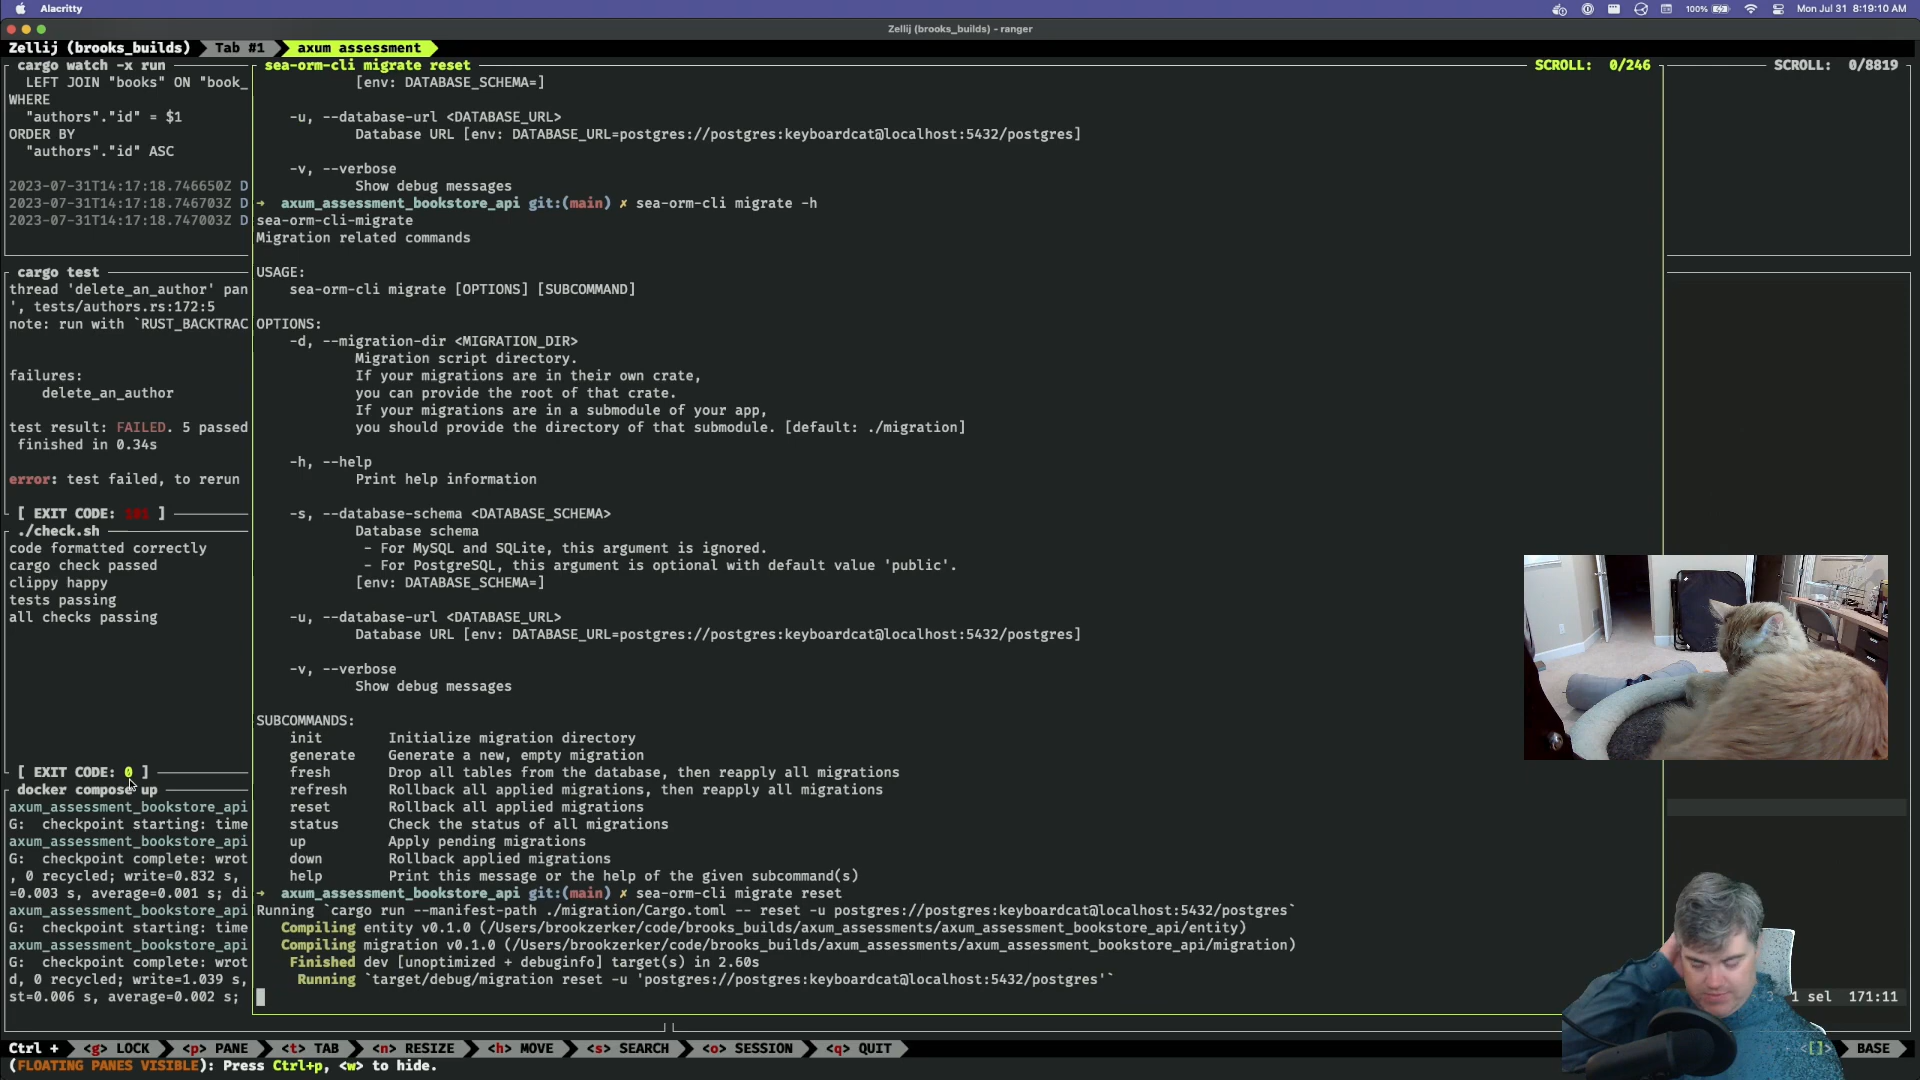 Alacritty
100%
Mon Jul 31 8:19:10 AM
Zellij (brooks_builds) - ranger
Zellij (brooks_builds) Tab #1 axum assessment
cargo watch -x run
LEFT JOIN "books" ON "book_
WHERE
"authors"."id" = $1
ORDER BY
"authors"."id" ASC
2023-07-31T14:17:18.746650Z D
2023-07-31T14:17:18.746703Z D
2023-07-31T14:17:18.747003Z D
cargo test
thread 'delete_an_author' pan
', tests/authors.rs:172:5
note: run with `RUST_BACKTRAC
failures:
delete_an_author
test result: FAILED. 5 passed
finished in 0.34s
error: test failed, to rerun
[ EXIT CODE: 101 ]
./check.sh
code formatted correctly
cargo check passed
clippy happy
tests passing
all checks passing
[ EXIT CODE: 0 ]
docker compose up
axum_assessment_bookstore_api
G: checkpoint starting: time
axum_assessment_bookstore_api
G: checkpoint complete: wrot
, 0 recycled; write=0.832 s,
=0.003 s, average=0.001 s; di
axum_assessment_bookstore_api
G: checkpoint starting: time
axum_assessment_bookstore_api
G: checkpoint complete: wrot
d, 0 recycled; write=1.039 s,
st=0.006 s, average=0.002 s;
sea-orm-cli migrate reset
SCROLL: 0/246
SCROLL: 0/8819
[env: DATABASE_SCHEMA=]
-u, --database-url <DATABASE_URL>
Database URL [env: DATABASE_URL=postgres://postgres:keyboardcat@localhost:5432/postgres]
-v, --verbose
Show debug messages
→ axum_assessment_bookstore_api git:(main) ✗ sea-orm-cli migrate -h
sea-orm-cli-migrate
Migration related commands
USAGE:
sea-orm-cli migrate [OPTIONS] [SUBCOMMAND]
OPTIONS:
-d, --migration-dir <MIGRATION_DIR>
Migration script directory.
If your migrations are in their own crate,
you can provide the root of that crate.
If your migrations are in a submodule of your app,
you should provide the directory of that submodule. [default: ./migration]
-h, --help
Print help information
-s, --database-schema <DATABASE_SCHEMA>
Database schema
- For MySQL and SQLite, this argument is ignored.
- For PostgreSQL, this argument is optional with default value 'public'.
[env: DATABASE_SCHEMA=]
-u, --database-url <DATABASE_URL>
Database URL [env: DATABASE_URL=postgres://postgres:keyboardcat@localhost:5432/postgres]
-v, --verbose
Show debug messages
SUBCOMMANDS:
init Initialize migration directory
generate Generate a new, empty migration
fresh Drop all tables from the database, then reapply all migrations
refresh Rollback all applied migrations, then reapply all migrations
reset Rollback all applied migrations
status Check the status of all migrations
up Apply pending migrations
down Rollback applied migrations
help Print this message or the help of the given subcommand(s)
→ axum_assessment_bookstore_api git:(main) ✗ sea-orm-cli migrate reset
Running `cargo run --manifest-path ./migration/Cargo.toml -- reset -u postgres://postgres:keyboardcat@localhost:5432/postgres`
Compiling entity v0.1.0 (/Users/brookzerker/code/brooks_builds/axum_assessments/axum_assessment_bookstore_api/entity)
Compiling migration v0.1.0 (/Users/brookzerker/code/brooks_builds/axum_assessments/axum_assessment_bookstore_api/migration)
Finished dev [unoptimized + debuginfo] target(s) in 2.60s
Running `target/debug/migration reset -u 'postgres://postgres:keyboardcat@localhost:5432/postgres'`
1 sel 171:11
Ctrl + <g> LOCK <p> PANE <t> TAB <n> RESIZE <h> MOVE <s> SEARCH <o> SESSION <q> QUIT
<[]> BASE
(FLOATING PANES VISIBLE): Press Ctrl+p, <w> to hide.